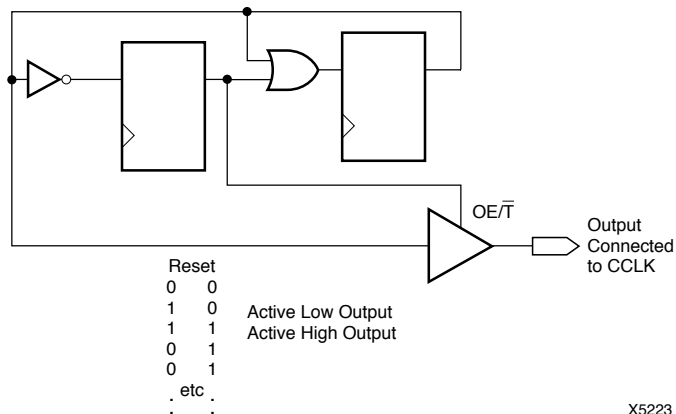 OE/T̅
Output
Connected
to CCLK
Reset
0 0
1 0 Active Low Output
1 1 Active High Output
0 1
0 1
. etc .
. .
X5223